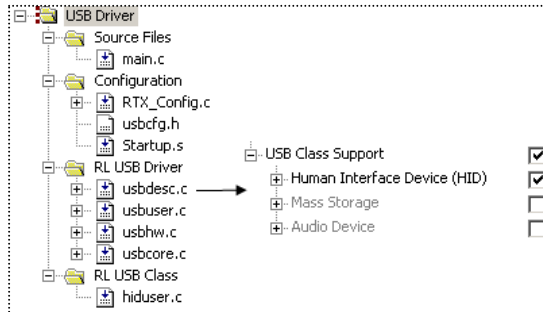 USB Driver
Source Files
main.c
Configuration
RTX_Config.c
usbcfg.h
Startup.s
RL USB Driver
usbdesc.c
usbuser.c
usbhw.c
usbcore.c
RL USB Class
hiduser.c
USB Class Support
Human Interface Device (HID)
Mass Storage
Audio Device